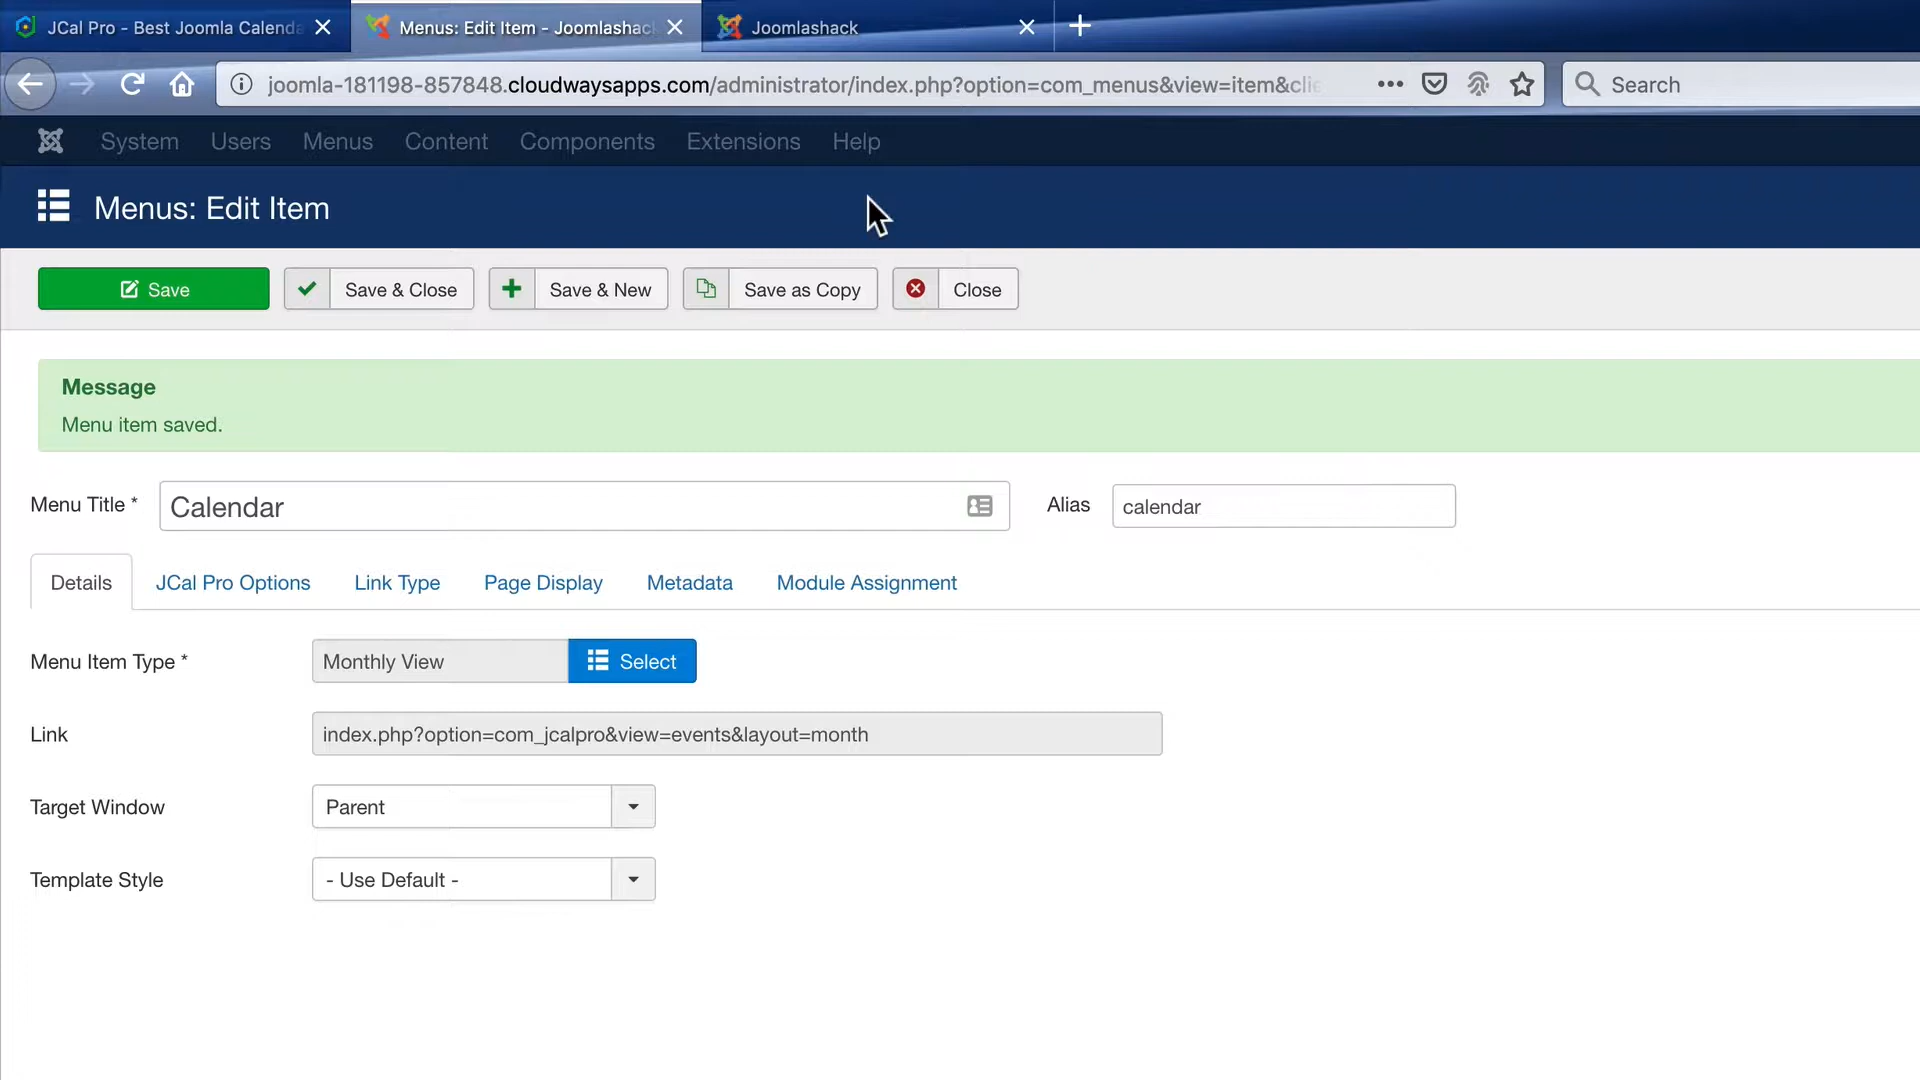 JCal Pro - Best Joomla Calenda
Menus: Edit Item - Joomlashac
Joomlashack
joomla-181198-857848.cloudwaysapps.com/administrator/index.php?option=com_menus&view=item&clie
Search
System Users Menus Content Components Extensions Help
Menus: Edit Item
Save
Save & Close
Save & New
Save as Copy
Close
Message
Menu item saved.
Menu Title * Calendar
Alias calendar
Details JCal Pro Options Link Type Page Display Metadata Module Assignment
Menu Item Type * Monthly View Select
Link index.php?option=com_jcalpro&view=events&layout=month
Target Window Parent
Template Style - Use Default -